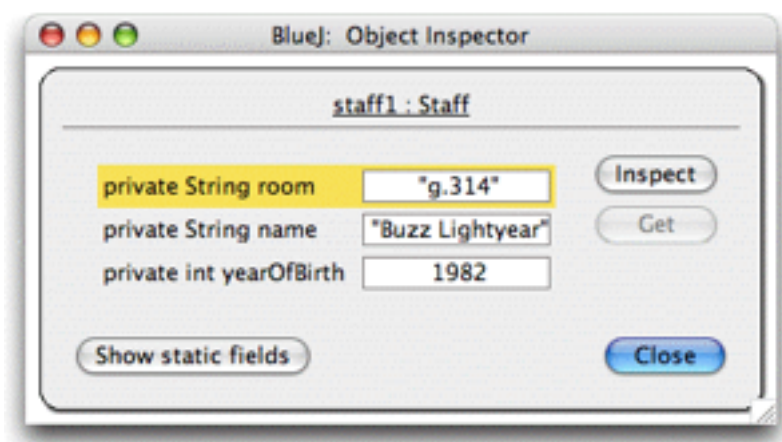 BlueJ: Object Inspector
staff1 : Staff
private String room "g.314" Inspect
private String name "Buzz Lightyear" Get
private int yearOfBirth 1982
Show static fields Close